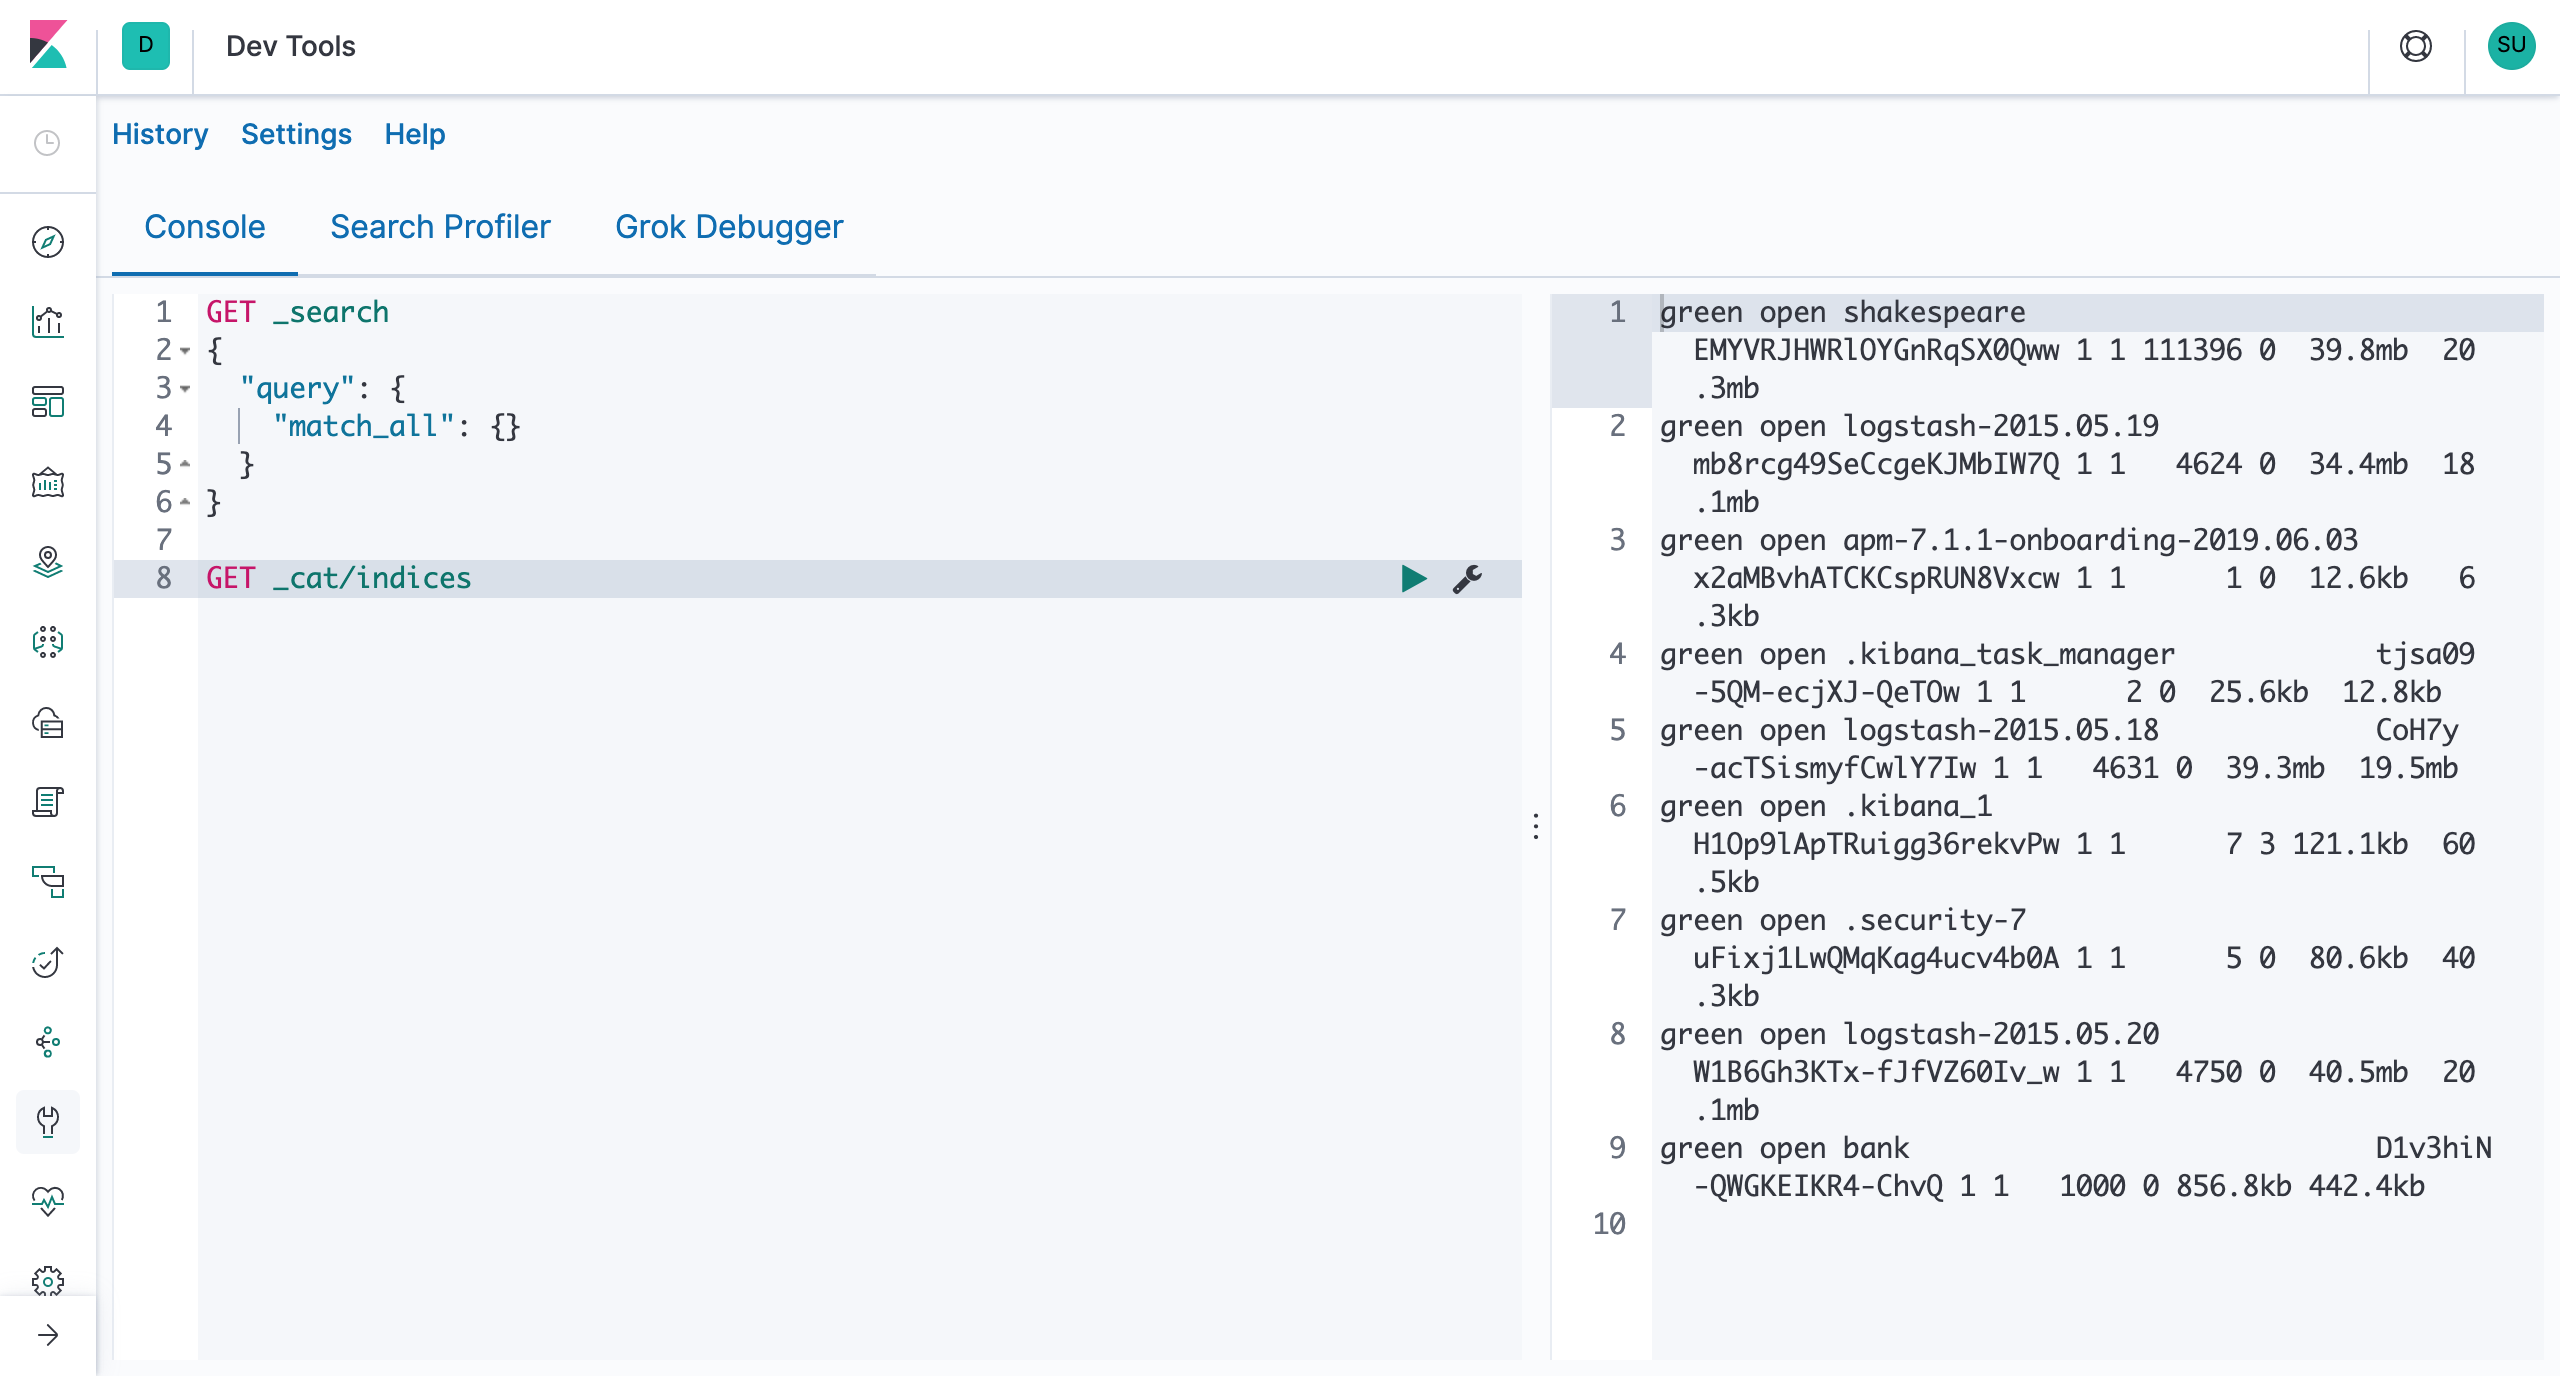 D
Dev Tools
SU
History Settings Help
Console Search Profiler Grok Debugger
1 GET _search
2 {
3 "query": {
4 "match_all": {}
5 }
6 }
7
8 GET _cat/indices
1 green open shakespeare
EMYVRJHWRlOYGnRqSX0Qww 1 1 111396 0 39.8mb 20
.3mb
2 green open logstash-2015.05.19
mb8rcg49SeCcgeKJMbIW7Q 1 1 4624 0 34.4mb 18
.1mb
3 green open apm-7.1.1-onboarding-2019.06.03
x2aMBvhATCKCspRUN8Vxcw 1 1 1 0 12.6kb 6
.3kb
4 green open .kibana_task_manager tjsa09
-5QM-ecjXJ-QeTOw 1 1 2 0 25.6kb 12.8kb
5 green open logstash-2015.05.18 CoH7y
-acTSismyfCwlY7Iw 1 1 4631 0 39.3mb 19.5mb
6 green open .kibana_1
H1Op9lApTRuigg36rekvPw 1 1 7 3 121.1kb 60
.5kb
7 green open .security-7
uFixj1LwQMqKag4ucv4b0A 1 1 5 0 80.6kb 40
.3kb
8 green open logstash-2015.05.20
W1B6Gh3KTx-fJfVZ60Iv_w 1 1 4750 0 40.5mb 20
.1mb
9 green open bank D1v3hiN
-QWGKEIKR4-ChvQ 1 1 1000 0 856.8kb 442.4kb
10